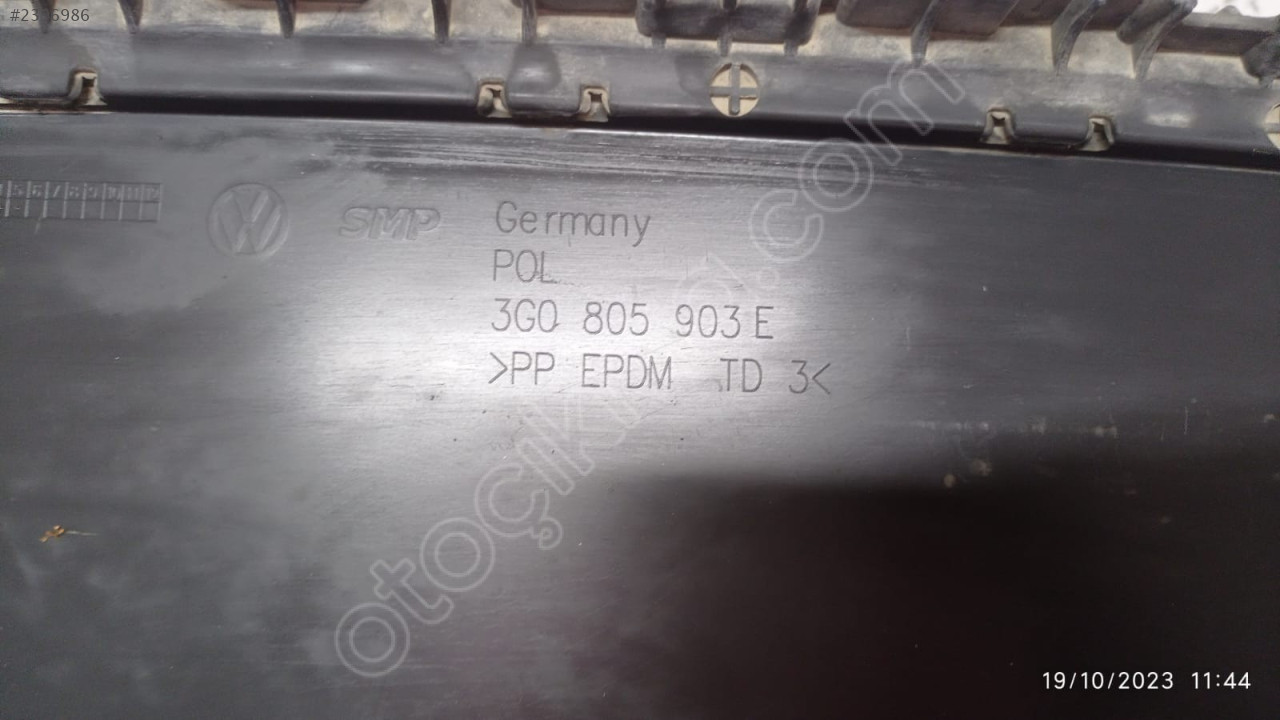 SMP
Germany
POL
3G0 805 903 E
>PP EPDM TD 3<
otoçıkma.com
19/10/2023 11:44